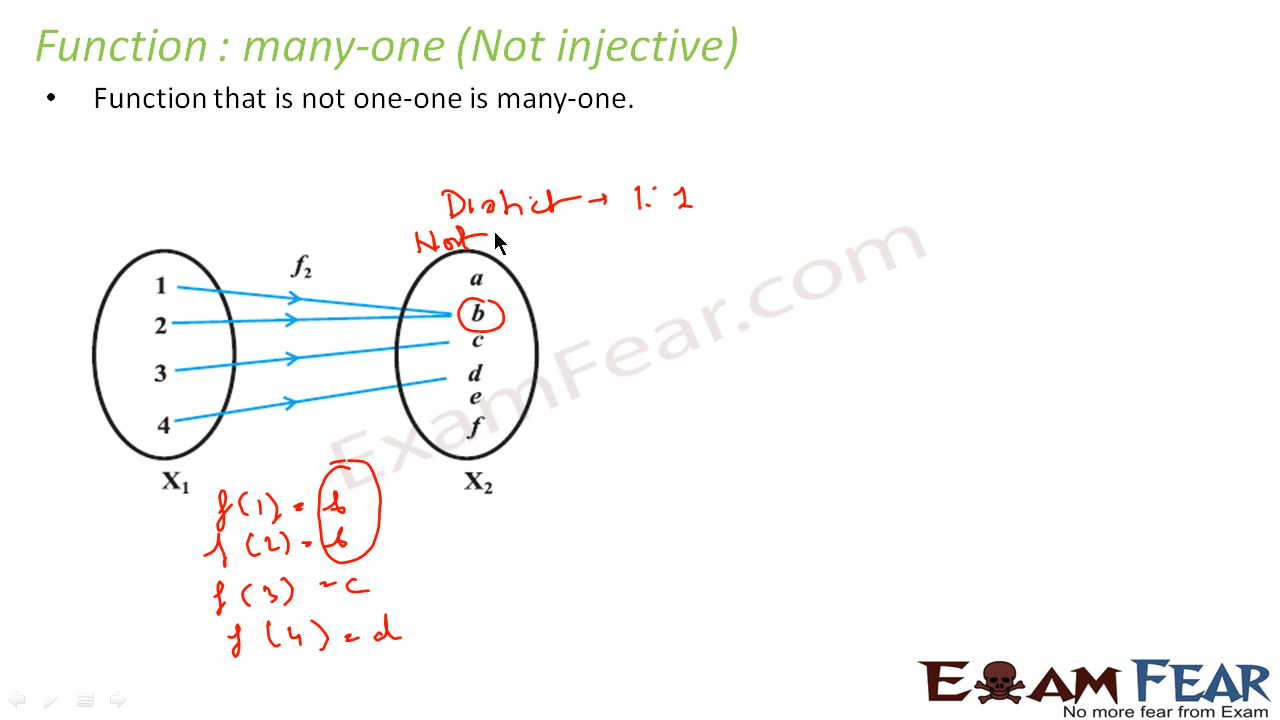 Function : many-one (Not injective)
• Function that is not one-one is many-one.
District → 1:1
Not
f₂
1
2
3
4
a
b
c
d
e
f
X₁
X₂
f(1) = b
f(2) = b
f(3) = c
f(4) = d
ExamFear.com
EXAM FEAR
No more fear from Exam